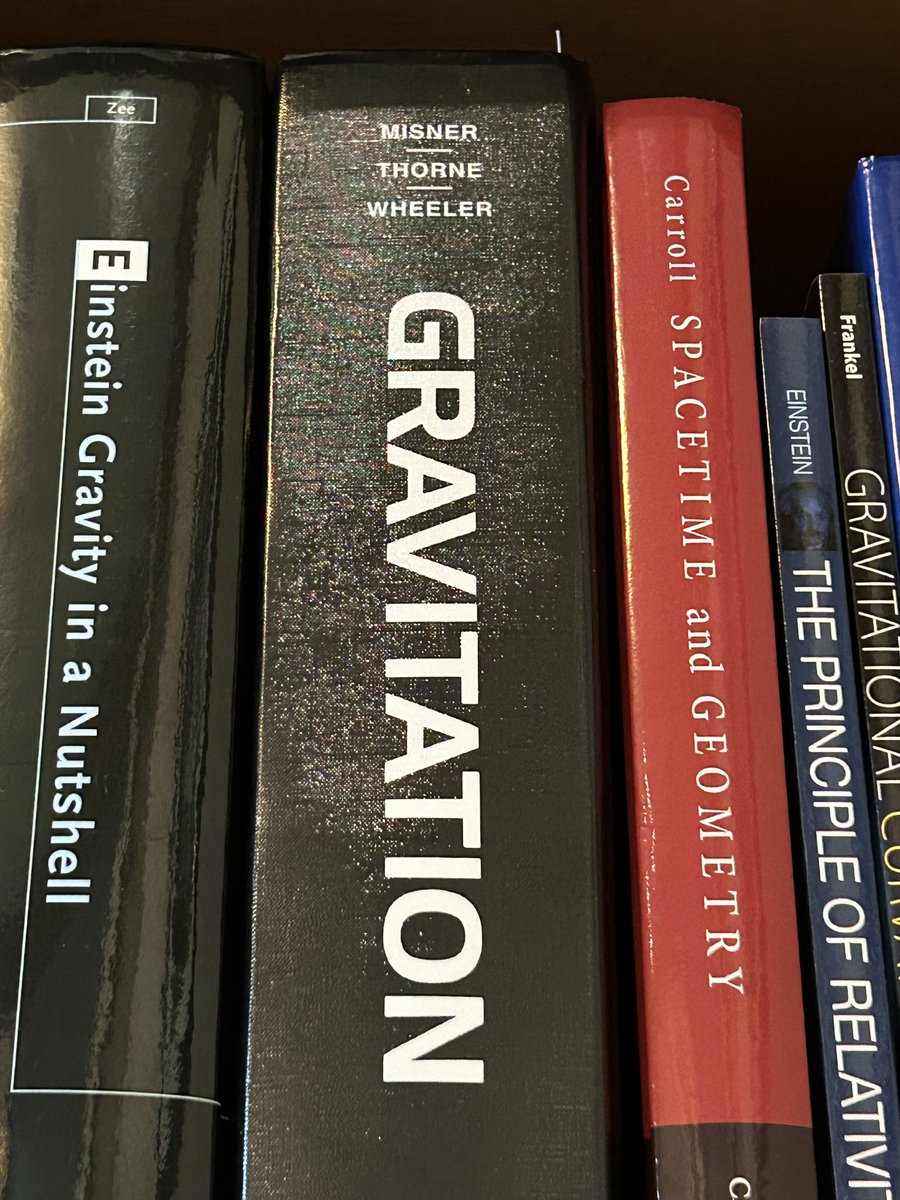 Zee
Einstein Gravity in a Nutshell
MISNER
THORNE
WHEELER
GRAVITATION
Carroll SPACETIME and GEOMETRY
EINSTEIN
THE PRINCIPLE OF
Frankel
GRAVITATIONAL